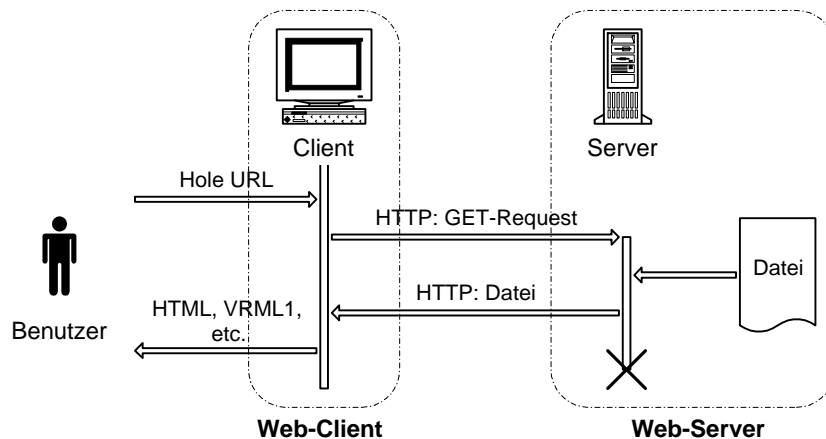 Client
Server
Hole URL
HTTP: GET-Request
Datei
HTTP: Datei
HTML, VRML1,
etc.
Benutzer
Web-Client
Web-Server